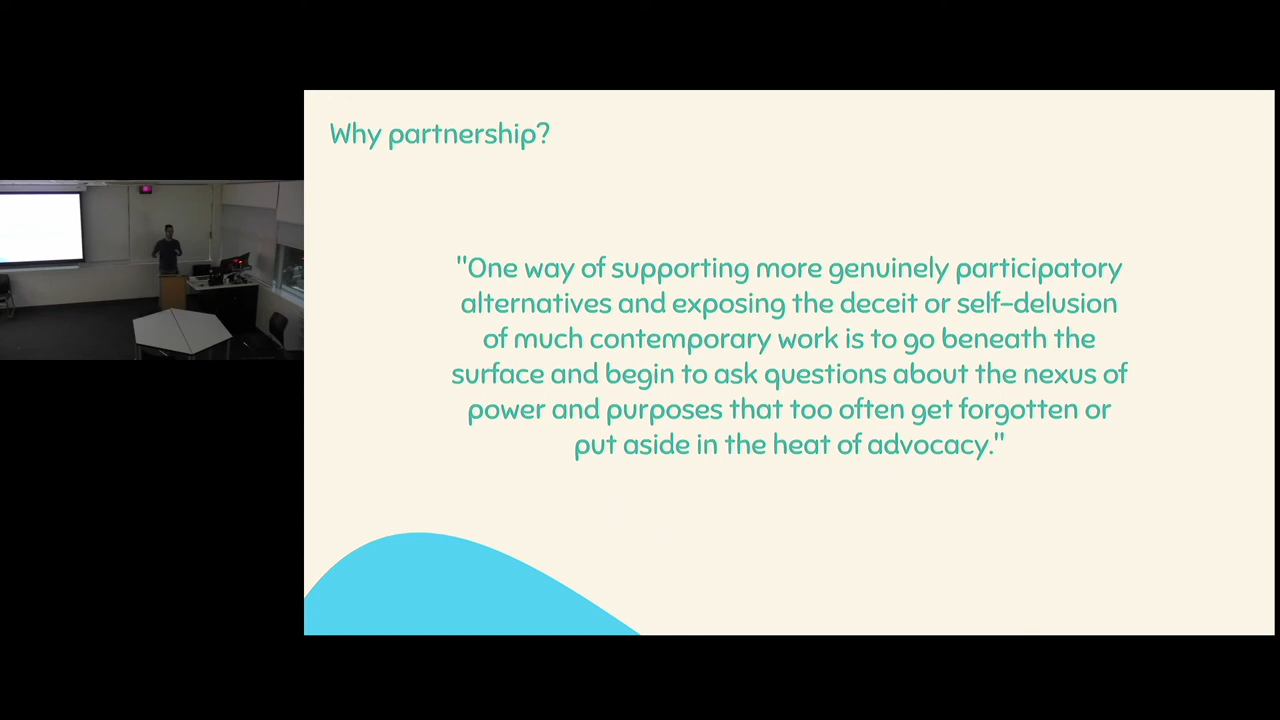 Why partnership?
"One way of supporting more genuinely participatory
alternatives and exposing the deceit or self-delusion
of much contemporary work is to go beneath the
surface and begin to ask questions about the nexus of
power and purposes that too often get forgotten or
put aside in the heat of advocacy."